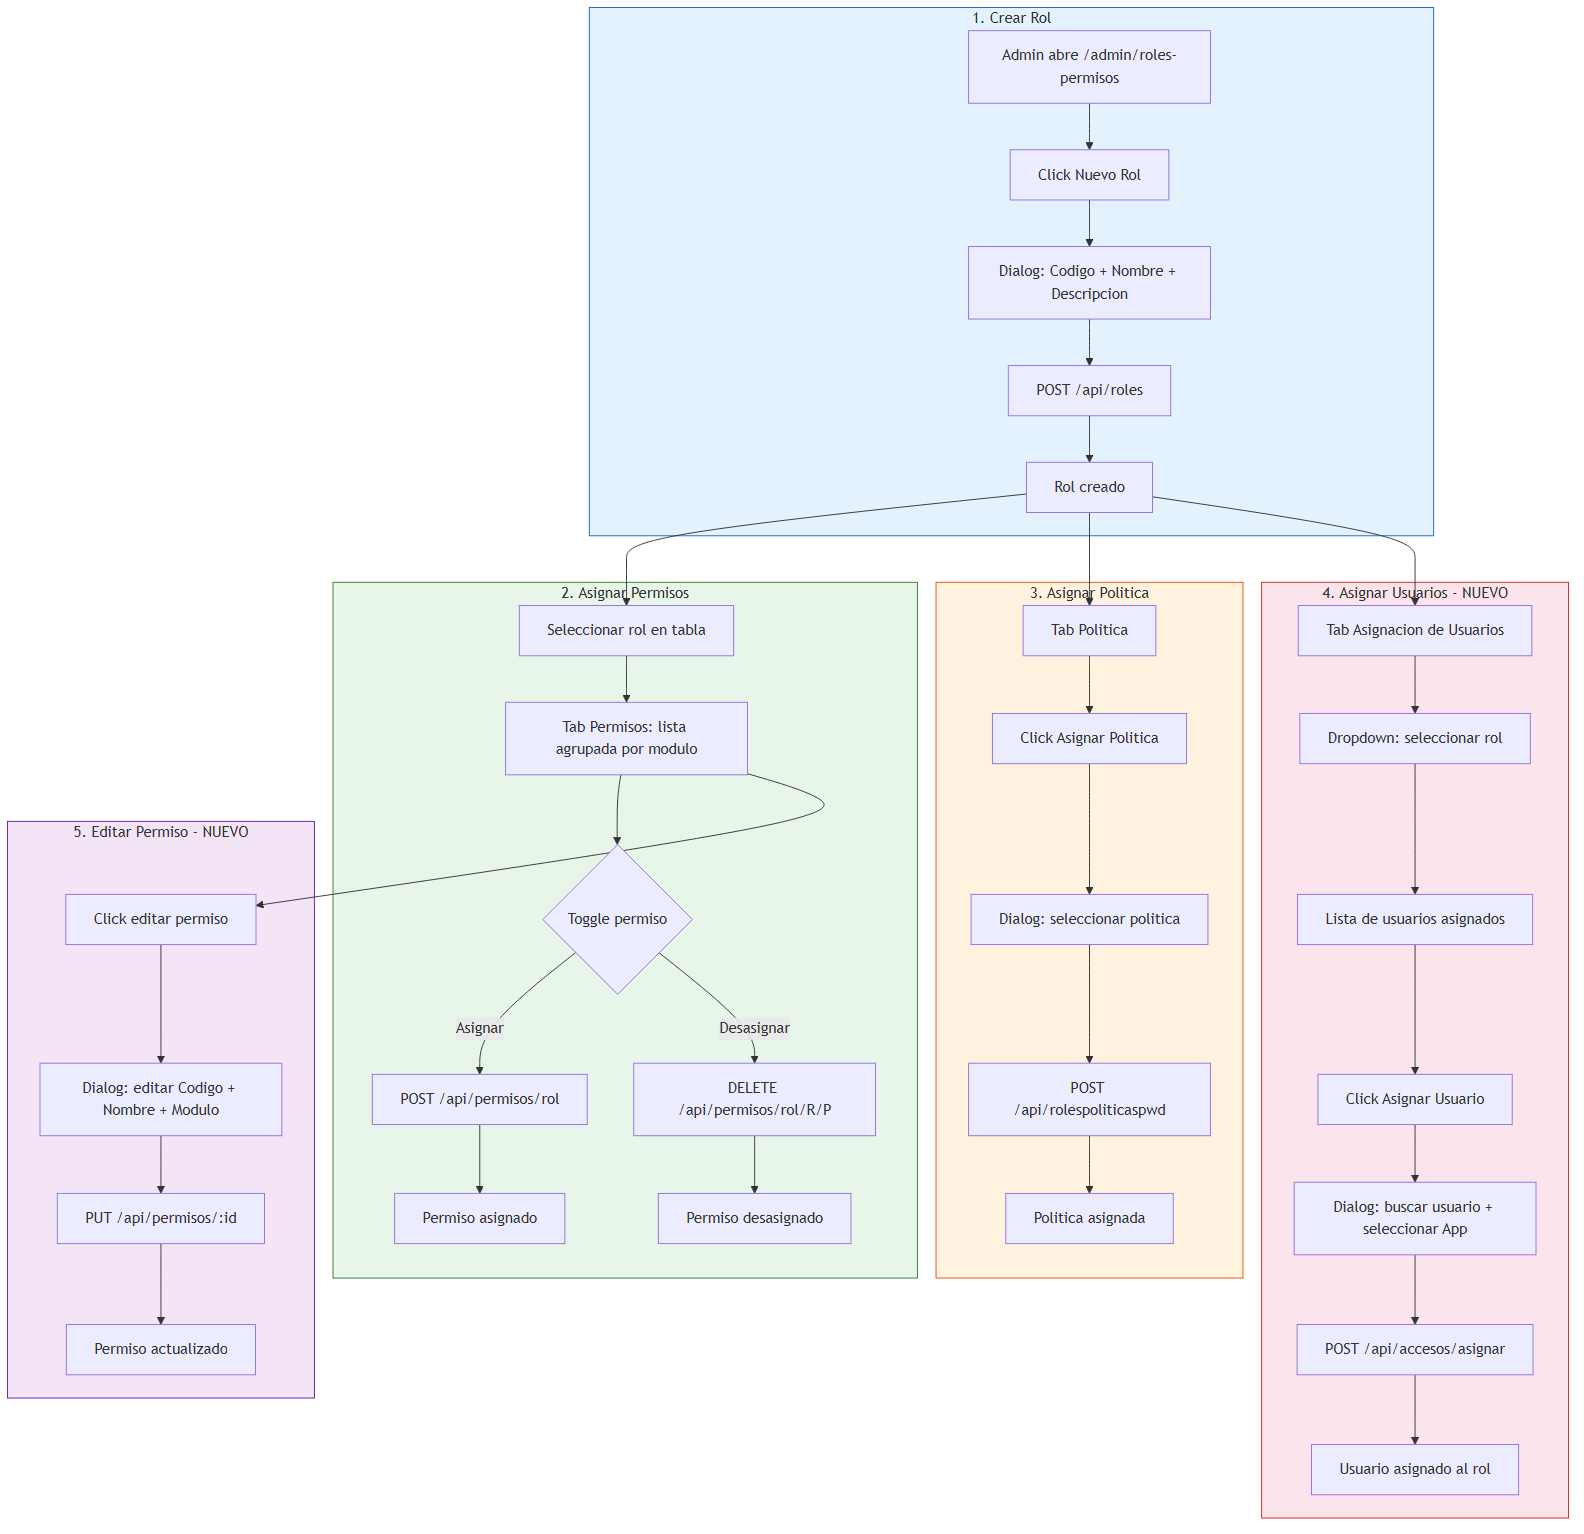 1. Crear Rol
Admin abre /admin/roles-
permisos
Click Nuevo Rol
Dialog: Codigo + Nombre +
Descripcion
POST /api/roles
Rol creado
2. Asignar Permisos
Seleccionar rol en tabla
Tab Permisos: lista
agrupada por modulo
Toggle permiso
Asignar
Desasignar
POST /api/permisos/rol
DELETE
/api/permisos/rol/R/P
Permiso asignado
Permiso desasignado
3. Asignar Politica
Tab Politica
Click Asignar Politica
Dialog: seleccionar politica
POST
/api/rolespoliticaspwd
Politica asignada
4. Asignar Usuarios - NUEVO
Tab Asignacion de Usuarios
Dropdown: seleccionar rol
Lista de usuarios asignados
Click Asignar Usuario
Dialog: buscar usuario +
seleccionar App
POST /api/accesos/asignar
Usuario asignado al rol
5. Editar Permiso - NUEVO
Click editar permiso
Dialog: editar Codigo +
Nombre + Modulo
PUT /api/permisos/:id
Permiso actualizado